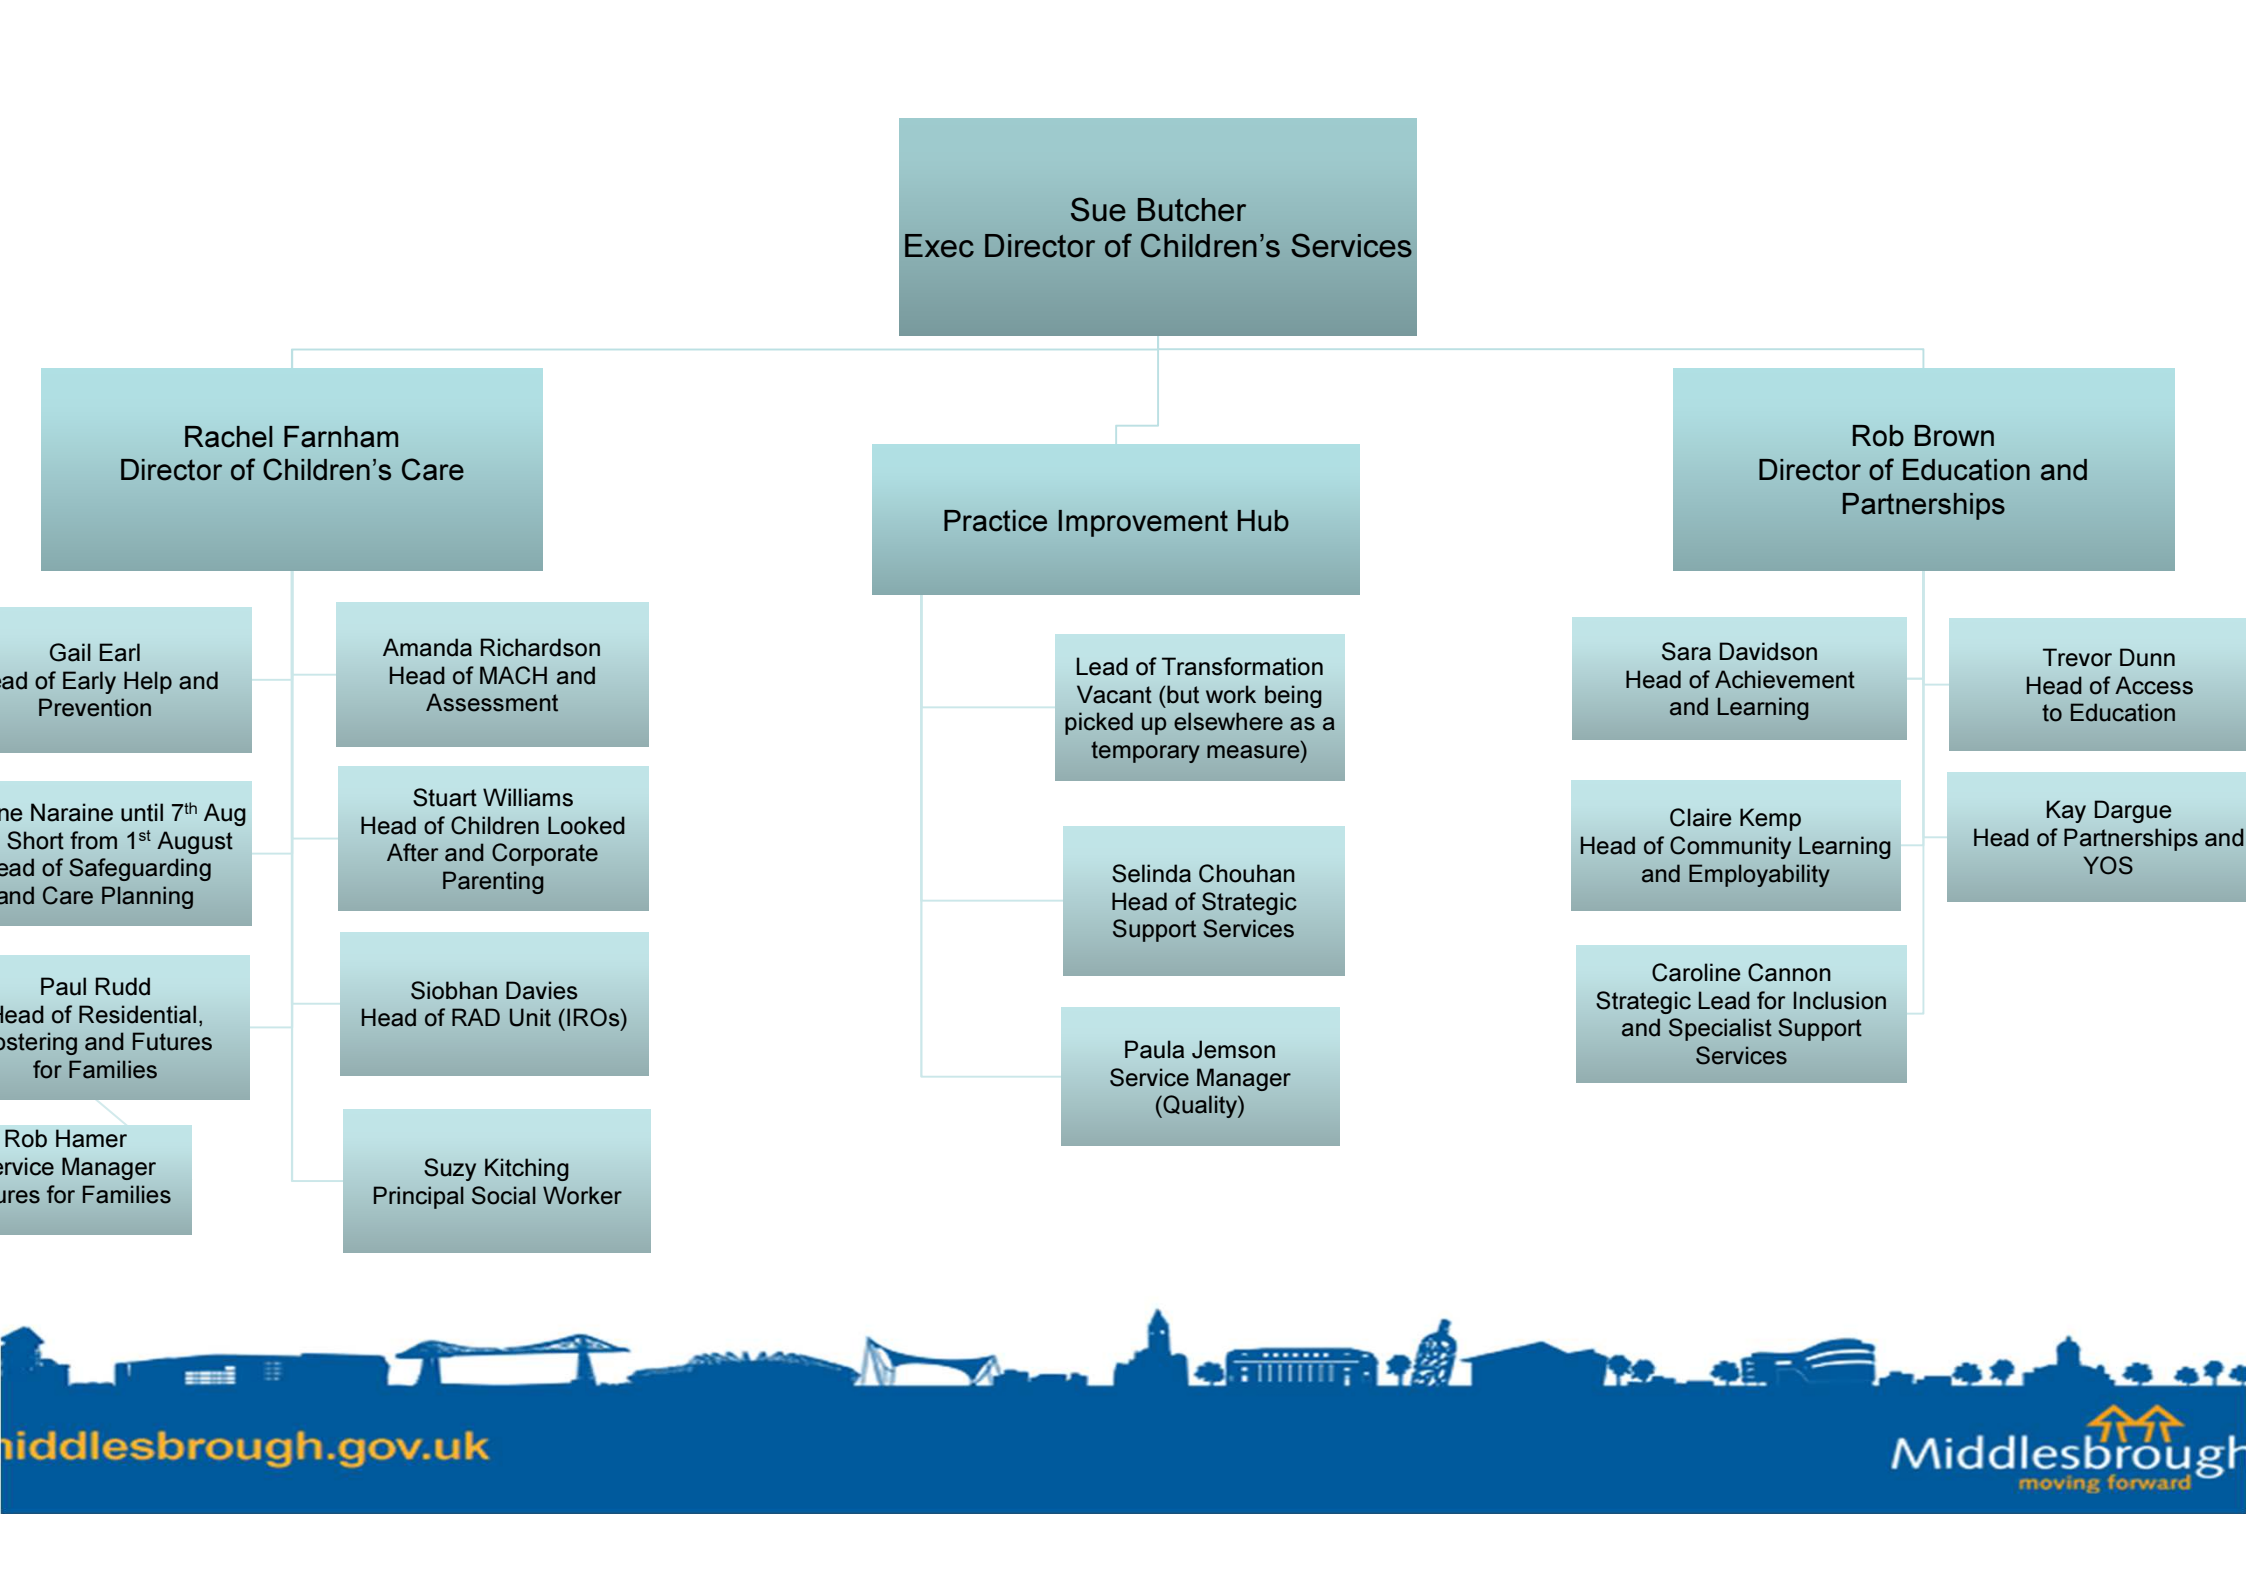 Sue Butcher
Exec Director of Children’s Services
Rachel Farnham
Director of Children’s Care
Practice Improvement Hub
Rob Brown
Director of Education and
Partnerships
Gail Earl
of Early Help and
Prevention
Amanda Richardson
Head of MACH and
Assessment
Naraine until 7th Aug
Short from 1st August
of Safeguarding
and Care Planning
Stuart Williams
Head of Children Looked
After and Corporate
Parenting
Paul Rudd
Head of Residential,
and Futures
for Families
Siobhan Davies
Head of RAD Unit (IROs)
Rob Hamer
Manager
for Families
Suzy Kitching
Principal Social Worker
Lead of Transformation
Vacant (but work being
picked up elsewhere as a
temporary measure)
Selinda Chouhan
Head of Strategic
Support Services
Paula Jemson
Service Manager
(Quality)
Sara Davidson
Head of Achievement
and Learning
Trevor Dunn
Head of Access
to Education
Claire Kemp
Head of Community Learning
and Employability
Kay Dargue
Head of Partnerships and
YOS
Caroline Cannon
Strategic Lead for Inclusion
and Specialist Support
Services
middlesbrough.gov.uk
Middlesbrough
moving forward